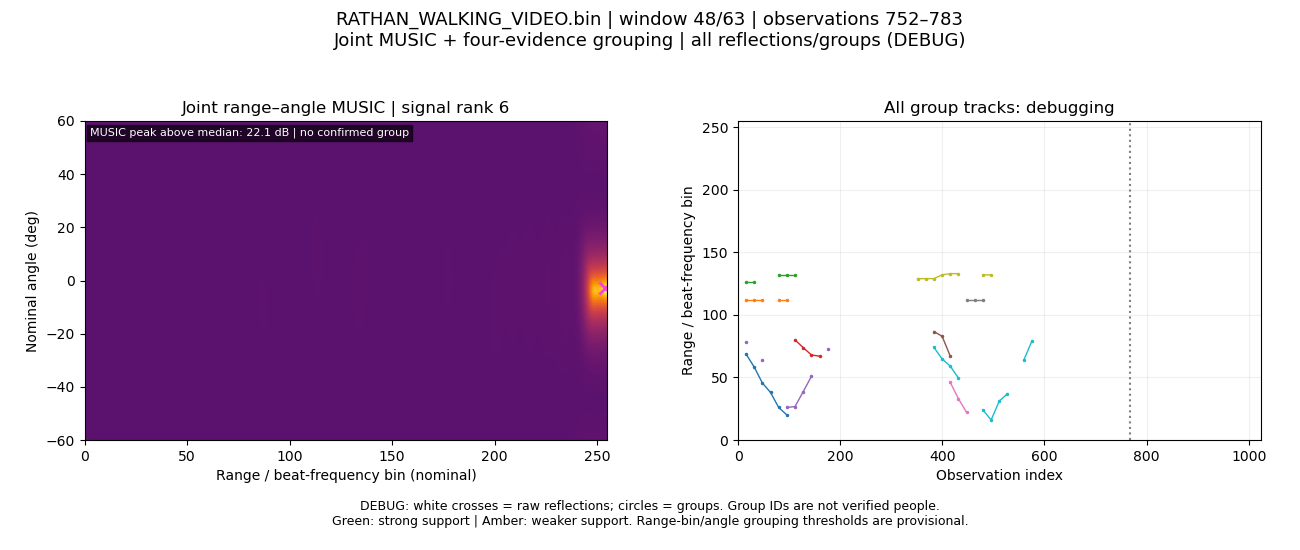 RATHAN_WALKING_VIDEO.bin | window 48/63 | observations 752–783
Joint MUSIC + four-evidence grouping | all reflections/groups (DEBUG)
Joint range–angle MUSIC | signal rank 6
MUSIC peak above median: 22.1 dB | no confirmed group
60
40
20
0
−20
−40
−60
Nominal angle (deg)
0
50
100
150
200
250
Range / beat-frequency bin (nominal)
All group tracks: debugging
250
200
150
100
50
0
Range / beat-frequency bin
0
200
400
600
800
1000
Observation index
DEBUG: white crosses = raw reflections; circles = groups. Group IDs are not verified people.
Green: strong support | Amber: weaker support. Range-bin/angle grouping thresholds are provisional.